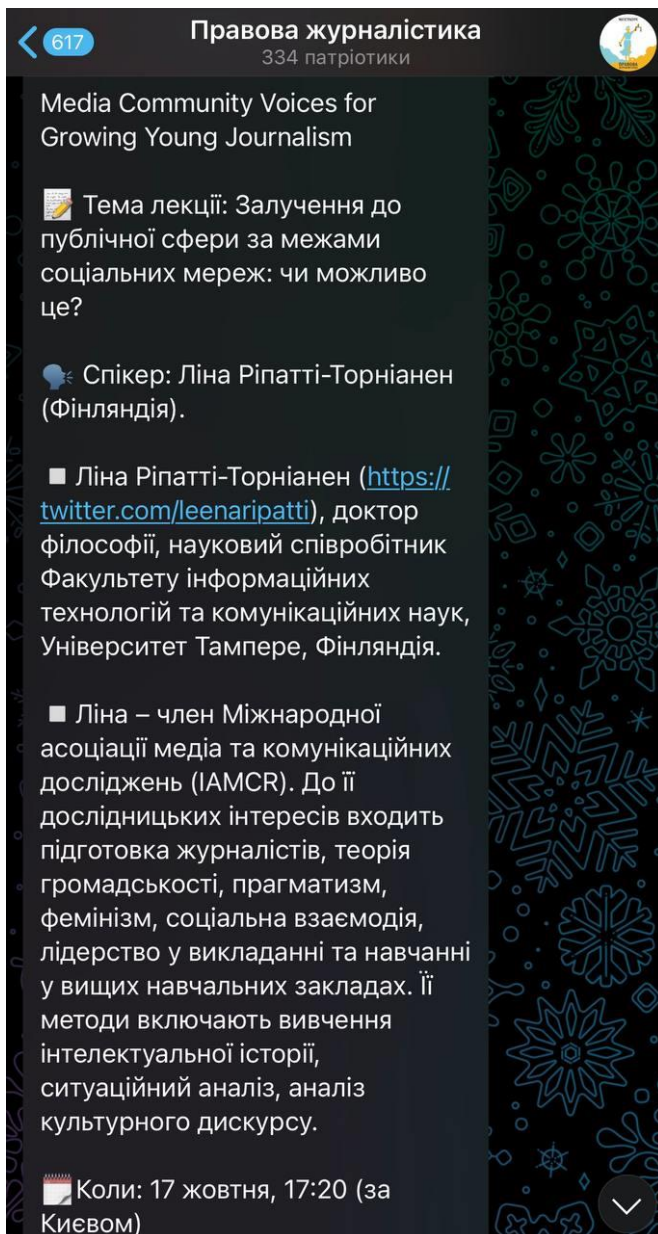 617
Правова журналістика
334 патріотики
Media Community Voices for
Growing Young Journalism
📝 Тема лекції: Залучення до
публічної сфери за межами
соціальних мереж: чи можливо
це?
🗣 Спікер: Ліна Ріпатті-Торніанен
(Фінляндія).
◽ Ліна Ріпатті-Торніанен (https://
twitter.com/leenaripatti), доктор
філософії, науковий співробітник
Факультету інформаційних
технологій та комунікаційних наук,
Університет Тампере, Фінляндія.
◽ Ліна – член Міжнародної
асоціації медіа та комунікаційних
досліджень (IAMCR). До її
дослідницьких інтересів входить
підготовка журналістів, теорія
громадськості, прагматизм,
фемінізм, соціальна взаємодія,
лідерство у викладанні та навчанні
у вищих навчальних закладах. Її
методи включають вивчення
інтелектуальної історії,
ситуаційний аналіз, аналіз
культурного дискурсу.
🗓Коли: 17 жовтня, 17:20 (за
Києвом)